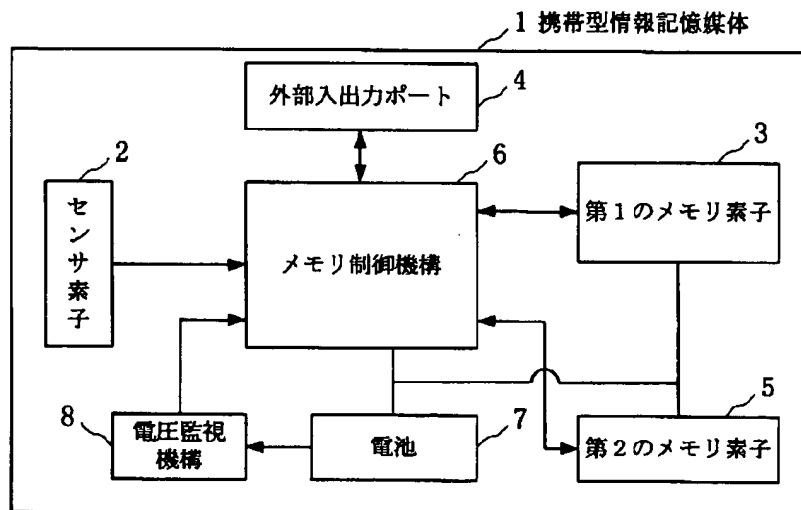 1 携帯型情報記憶媒体
外部入出力ポート
4
2
6
3
センサ素子
メモリ制御機構
第1のメモリ素子
8
電圧監視
機構
電池
7
5
第2のメモリ素子